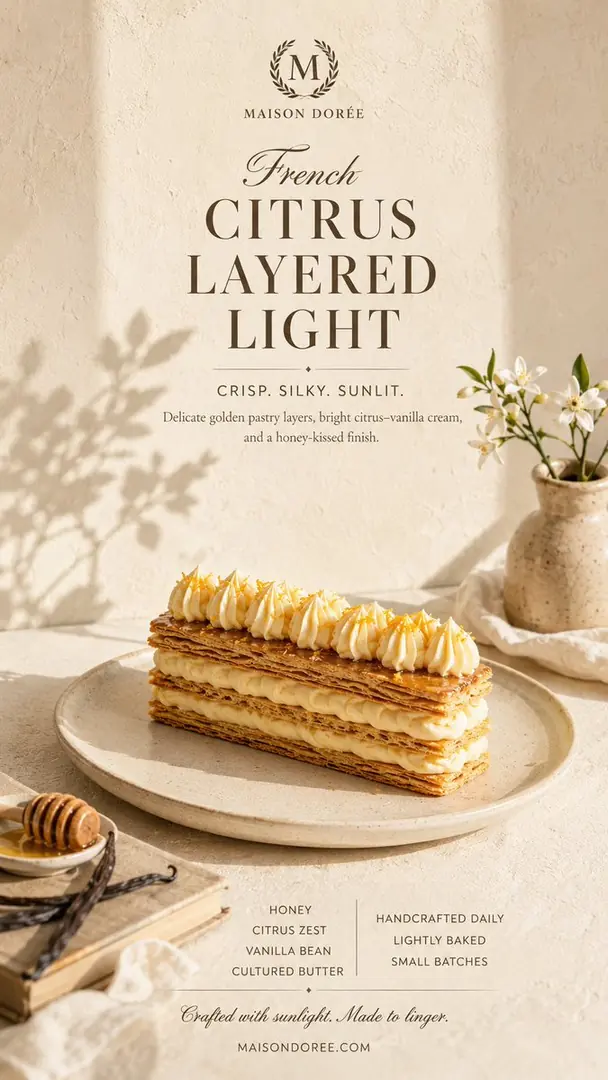 M
MAISON DORÉE
French
CITRUS
LAYERED
LIGHT
CRISP. SILKY. SUNLIT.
Delicate golden pastry layers, bright citrus–vanilla cream,
and a honey-kissed finish.
HONEY
CITRUS ZEST
VANILLA BEAN
CULTURED BUTTER
HANDCRAFTED DAILY
LIGHTLY BAKED
SMALL BATCHES
Crafted with sunlight. Made to linger.
MAISONDOREE.COM